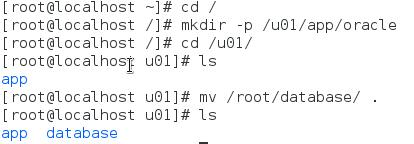 [root@localhost ~]# cd /
[root@localhost /]# mkdir -p /u01/app/oracle
[root@localhost /]# cd /u01/
[root@localhost u01]# ls
app
[root@localhost u01]# mv /root/database/ .
[root@localhost u01]# ls
app  database